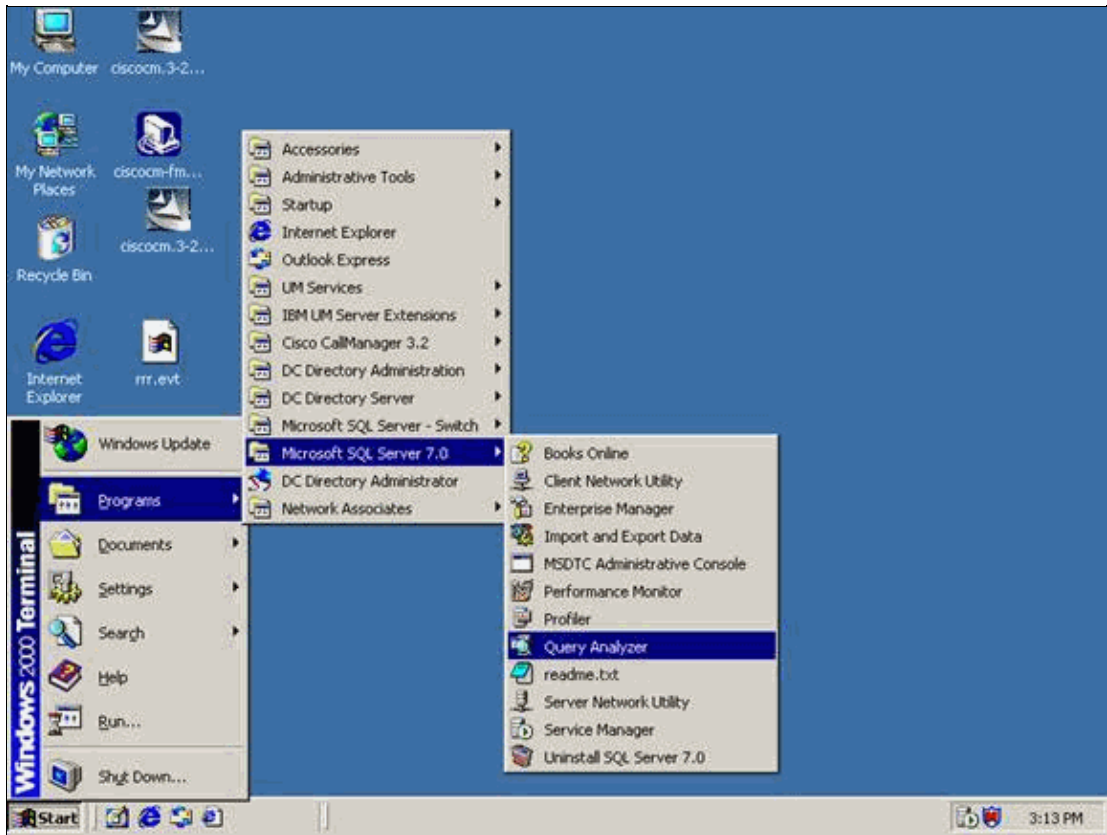 My Computer
ciscocm.3-2...
My Network
Places
ciscocm-fm...
ciscocm.3-2...
Recycle Bin
Internet
Explorer
rrr.evt
Windows 2000 Terminal
Windows Update
Programs
Documents
Settings
Search
Help
Run...
Shut Down...
Accessories
Administrative Tools
Startup
Internet Explorer
Outlook Express
UM Services
IBM UM Server Extensions
Cisco CallManager 3.2
DC Directory Administration
DC Directory Server
Microsoft SQL Server - Switch
Microsoft SQL Server 7.0
DC Directory Administrator
Network Associates
Books Online
Client Network Utility
Enterprise Manager
Import and Export Data
MSDTC Administrative Console
Performance Monitor
Profiler
Query Analyzer
readme.txt
Server Network Utility
Service Manager
Uninstall SQL Server 7.0
Start
3:13 PM